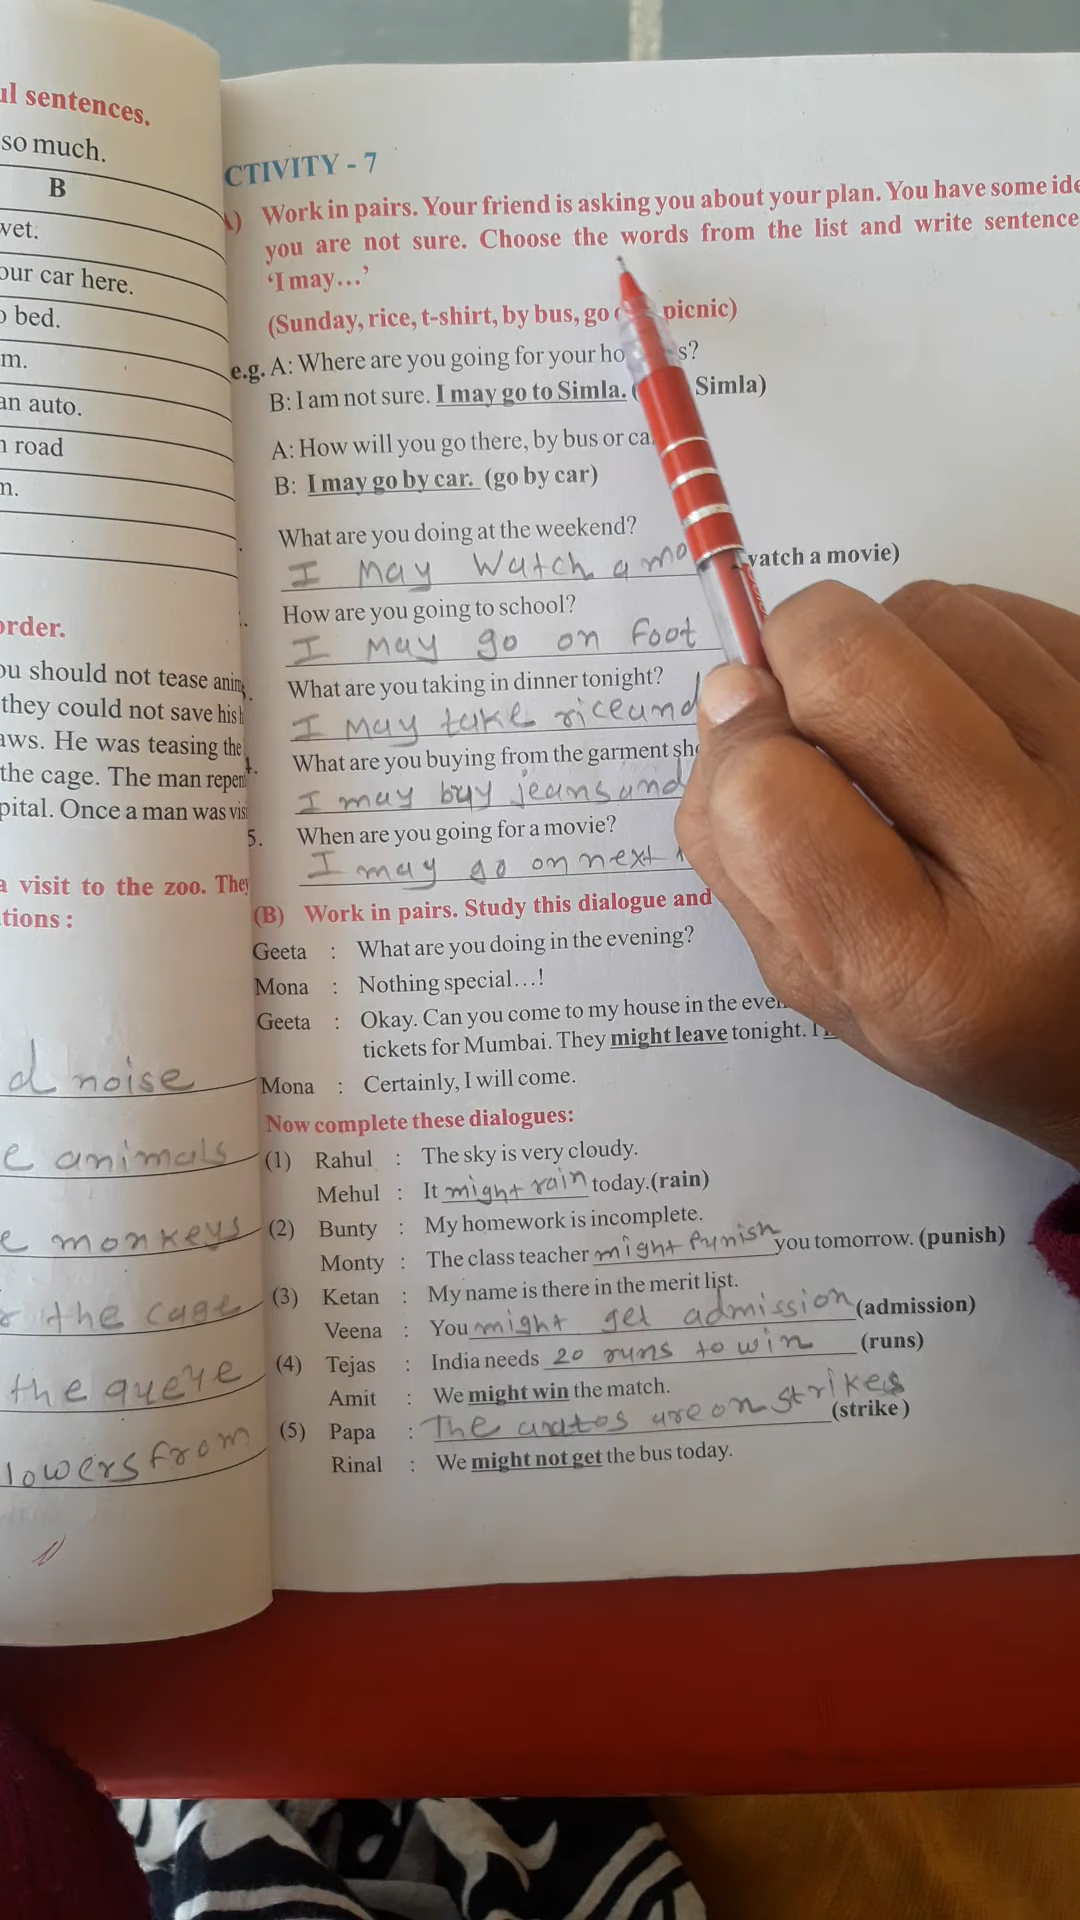 ul sentences.
so much.
B
wet.
our car here.
o bed.
m.
an auto.
n road
n.
order.
ou should not tease anim
they could not save his h
aws. He was teasing the
the cage. The man repen
pital. Once a man was visi
a visit to the zoo. They
tions :
d noise
e animals
e monkeys
r the cage
the queue
lowers from
CTIVITY - 7
) Work in pairs. Your friend is asking you about your plan. You have some ide
you are not sure. Choose the words from the list and write sentence
‘I may…’
(Sunday, rice, t-shirt, by bus, go picnic)
e.g. A: Where are you going for your ho s?
B: I am not sure. I may go to Simla. ( Simla)
A: How will you go there, by bus or ca
B: I may go by car. (go by car)
What are you doing at the weekend?
I may watch a mo watch a movie)
How are you going to school?
I may go on foot
What are you taking in dinner tonight?
I may take rice and
4. What are you buying from the garment sh
I may buy jeans and
5. When are you going for a movie?
I may go on next
(B) Work in pairs. Study this dialogue and
Geeta : What are you doing in the evening?
Mona : Nothing special…!
Geeta : Okay. Can you come to my house in the eve
tickets for Mumbai. They might leave tonight. I
Mona : Certainly, I will come.
Now complete these dialogues:
(1) Rahul : The sky is very cloudy.
Mehul : It might rain today.(rain)
(2) Bunty : My homework is incomplete.
Monty : The class teacher might Punish you tomorrow. (punish)
(3) Ketan : My name is there in the merit list.
Veena : You might get admission (admission)
(4) Tejas : India needs 20 runs to win (runs)
Amit : We might win the match.
(5) Papa : The are on strikes (strike)
Rinal : We might not get the bus today.